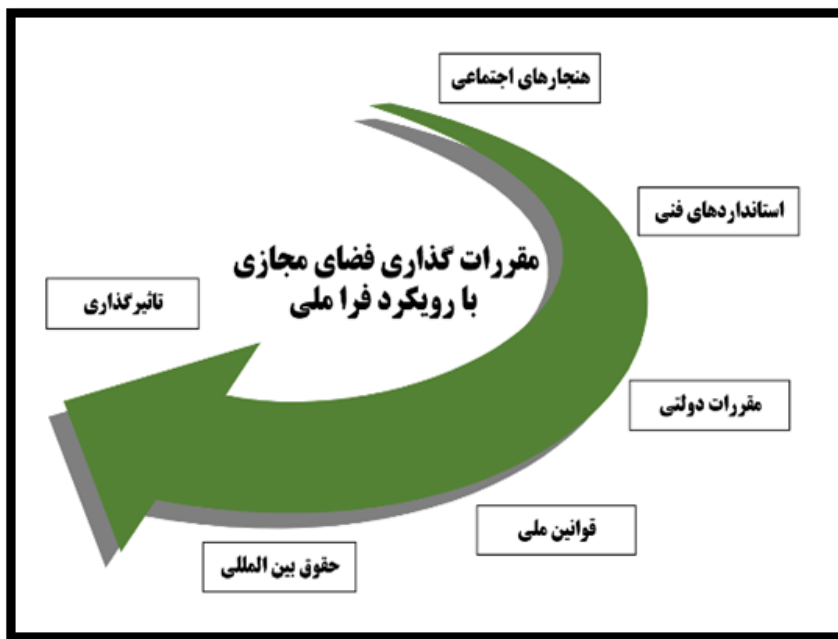 هنجارهای اجتماعی
استانداردهای فنی
مقررات گذاری فضای مجازی
با رویکرد فرا ملی
تاثیرگذاری
مقررات دولتی
قوانین ملی
حقوق بین المللی